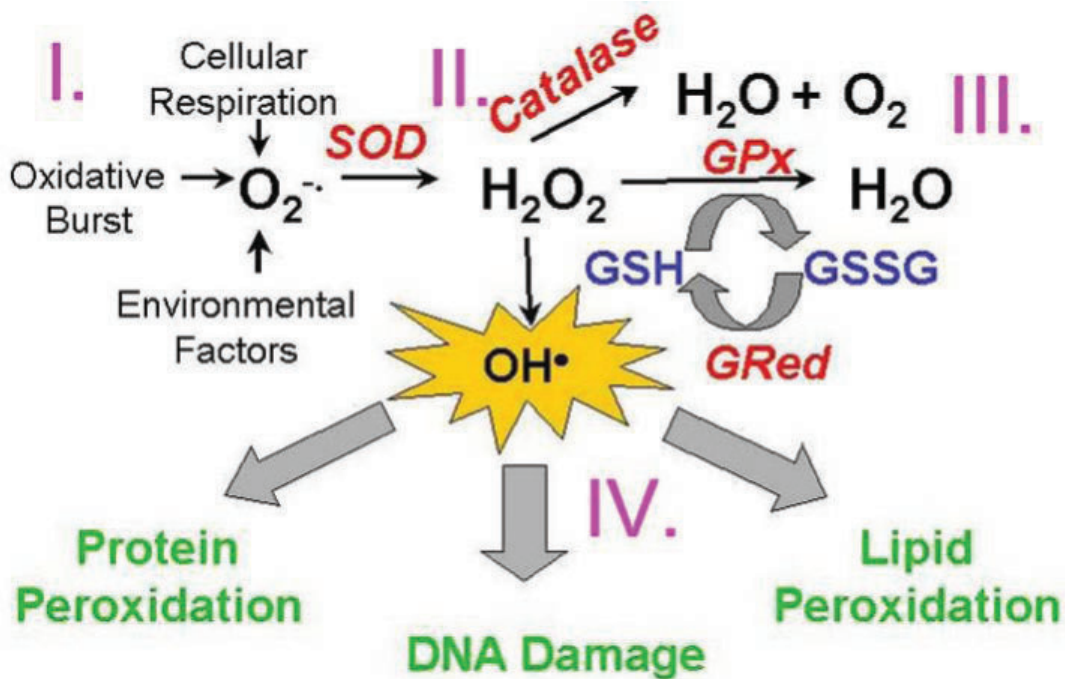 I.
Cellular
Respiration
Oxidative
Burst
O₂⁻·
Environmental
Factors
SOD
II.
Catalase
H₂O₂
H₂O + O₂
III.
GPx
H₂O
GSH
GSSG
GRed
OH•
IV.
Protein
Peroxidation
DNA Damage
Lipid
Peroxidation